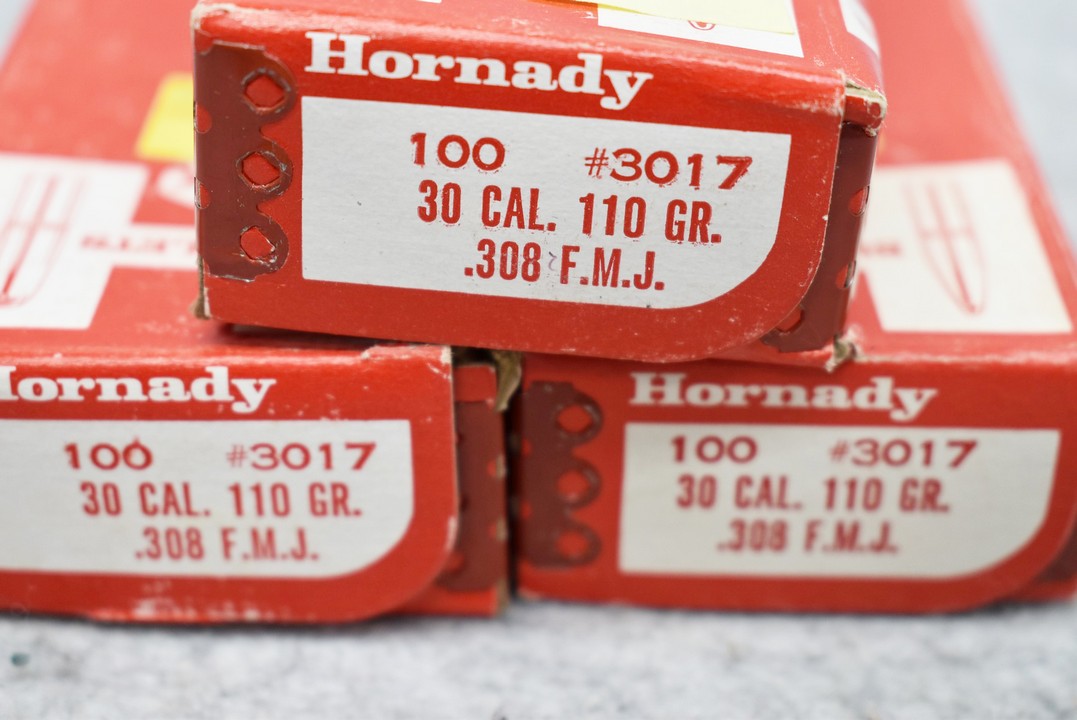 Hornady
100 #3017
30 CAL. 110 GR.
.308 F.M.J.
Hornady
100 #3017
30 CAL. 110 GR.
.308 F.M.J.
Hornady
100 #3017
30 CAL. 110 GR.
.308 F.M.J.